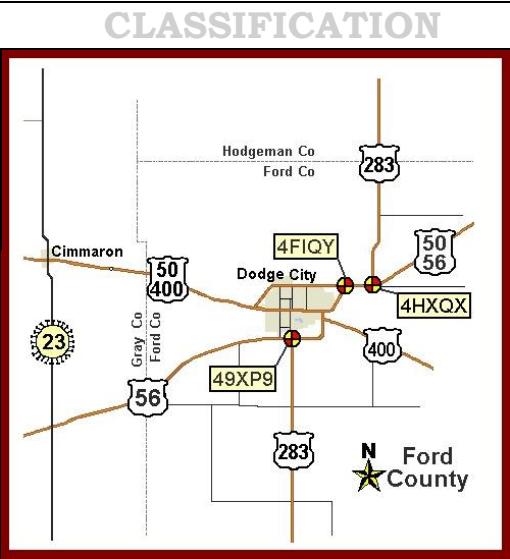 CLASSIFICATION
Hodgeman Co
Ford Co
283
Cimmaron
50
400
Dodge City
4FIQY
50
56
4HXQX
Gray Co
Ford Co
23
400
49XP9
56
283
N
Ford
County